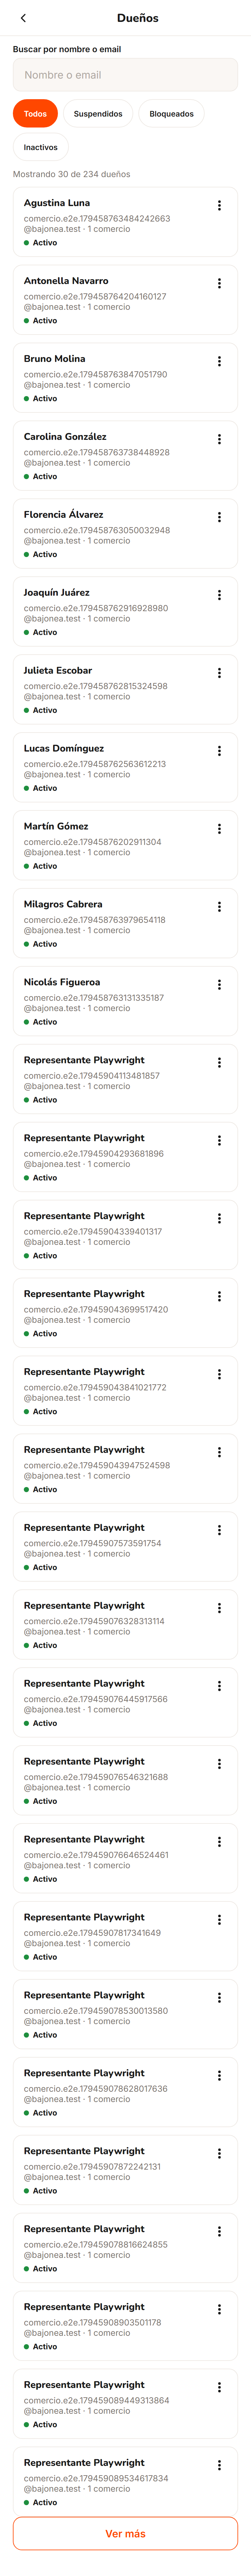 Dueños
Buscar por nombre o email
Nombre o email
Todos
Suspendidos
Bloqueados
Inactivos
Mostrando 30 de 234 dueños
Agustina Luna
comercio.e2e.179458763484242663
@bajonea.test · 1 comercio
Activo
Antonella Navarro
comercio.e2e.179458764204160127
@bajonea.test · 1 comercio
Activo
Bruno Molina
comercio.e2e.179458763847051790
@bajonea.test · 1 comercio
Activo
Carolina González
comercio.e2e.179458763738448928
@bajonea.test · 1 comercio
Activo
Florencia Álvarez
comercio.e2e.179458763050032948
@bajonea.test · 1 comercio
Activo
Joaquín Juárez
comercio.e2e.179458762916928980
@bajonea.test · 1 comercio
Activo
Julieta Escobar
comercio.e2e.179458762815324598
@bajonea.test · 1 comercio
Activo
Lucas Domínguez
comercio.e2e.179458762563612213
@bajonea.test · 1 comercio
Activo
Martín Gómez
comercio.e2e.17945876202911304
@bajonea.test · 1 comercio
Activo
Milagros Cabrera
comercio.e2e.179458763979654118
@bajonea.test · 1 comercio
Activo
Nicolás Figueroa
comercio.e2e.179458763131335187
@bajonea.test · 1 comercio
Activo
Representante Playwright
comercio.e2e.17945904113481857
@bajonea.test · 1 comercio
Activo
Representante Playwright
comercio.e2e.17945904293681896
@bajonea.test · 1 comercio
Activo
Representante Playwright
comercio.e2e.17945904339401317
@bajonea.test · 1 comercio
Activo
Representante Playwright
comercio.e2e.179459043699517420
@bajonea.test · 1 comercio
Activo
Representante Playwright
comercio.e2e.179459043841021772
@bajonea.test · 1 comercio
Activo
Representante Playwright
comercio.e2e.179459043947524598
@bajonea.test · 1 comercio
Activo
Representante Playwright
comercio.e2e.17945907573591754
@bajonea.test · 1 comercio
Activo
Representante Playwright
comercio.e2e.179459076328313114
@bajonea.test · 1 comercio
Activo
Representante Playwright
comercio.e2e.179459076445917566
@bajonea.test · 1 comercio
Activo
Representante Playwright
comercio.e2e.179459076546321688
@bajonea.test · 1 comercio
Activo
Representante Playwright
comercio.e2e.179459076646524461
@bajonea.test · 1 comercio
Activo
Representante Playwright
comercio.e2e.17945907817341649
@bajonea.test · 1 comercio
Activo
Representante Playwright
comercio.e2e.179459078530013580
@bajonea.test · 1 comercio
Activo
Representante Playwright
comercio.e2e.179459078628017636
@bajonea.test · 1 comercio
Activo
Representante Playwright
comercio.e2e.1794590787224​2131
@bajonea.test · 1 comercio
Activo
Representante Playwright
comercio.e2e.179459078816624855
@bajonea.test · 1 comercio
Activo
Representante Playwright
comercio.e2e.17945908903501178
@bajonea.test · 1 comercio
Activo
Representante Playwright
comercio.e2e.179459089449313864
@bajonea.test · 1 comercio
Activo
Representante Playwright
comercio.e2e.179459089534617834
@bajonea.test · 1 comercio
Activo
Ver más